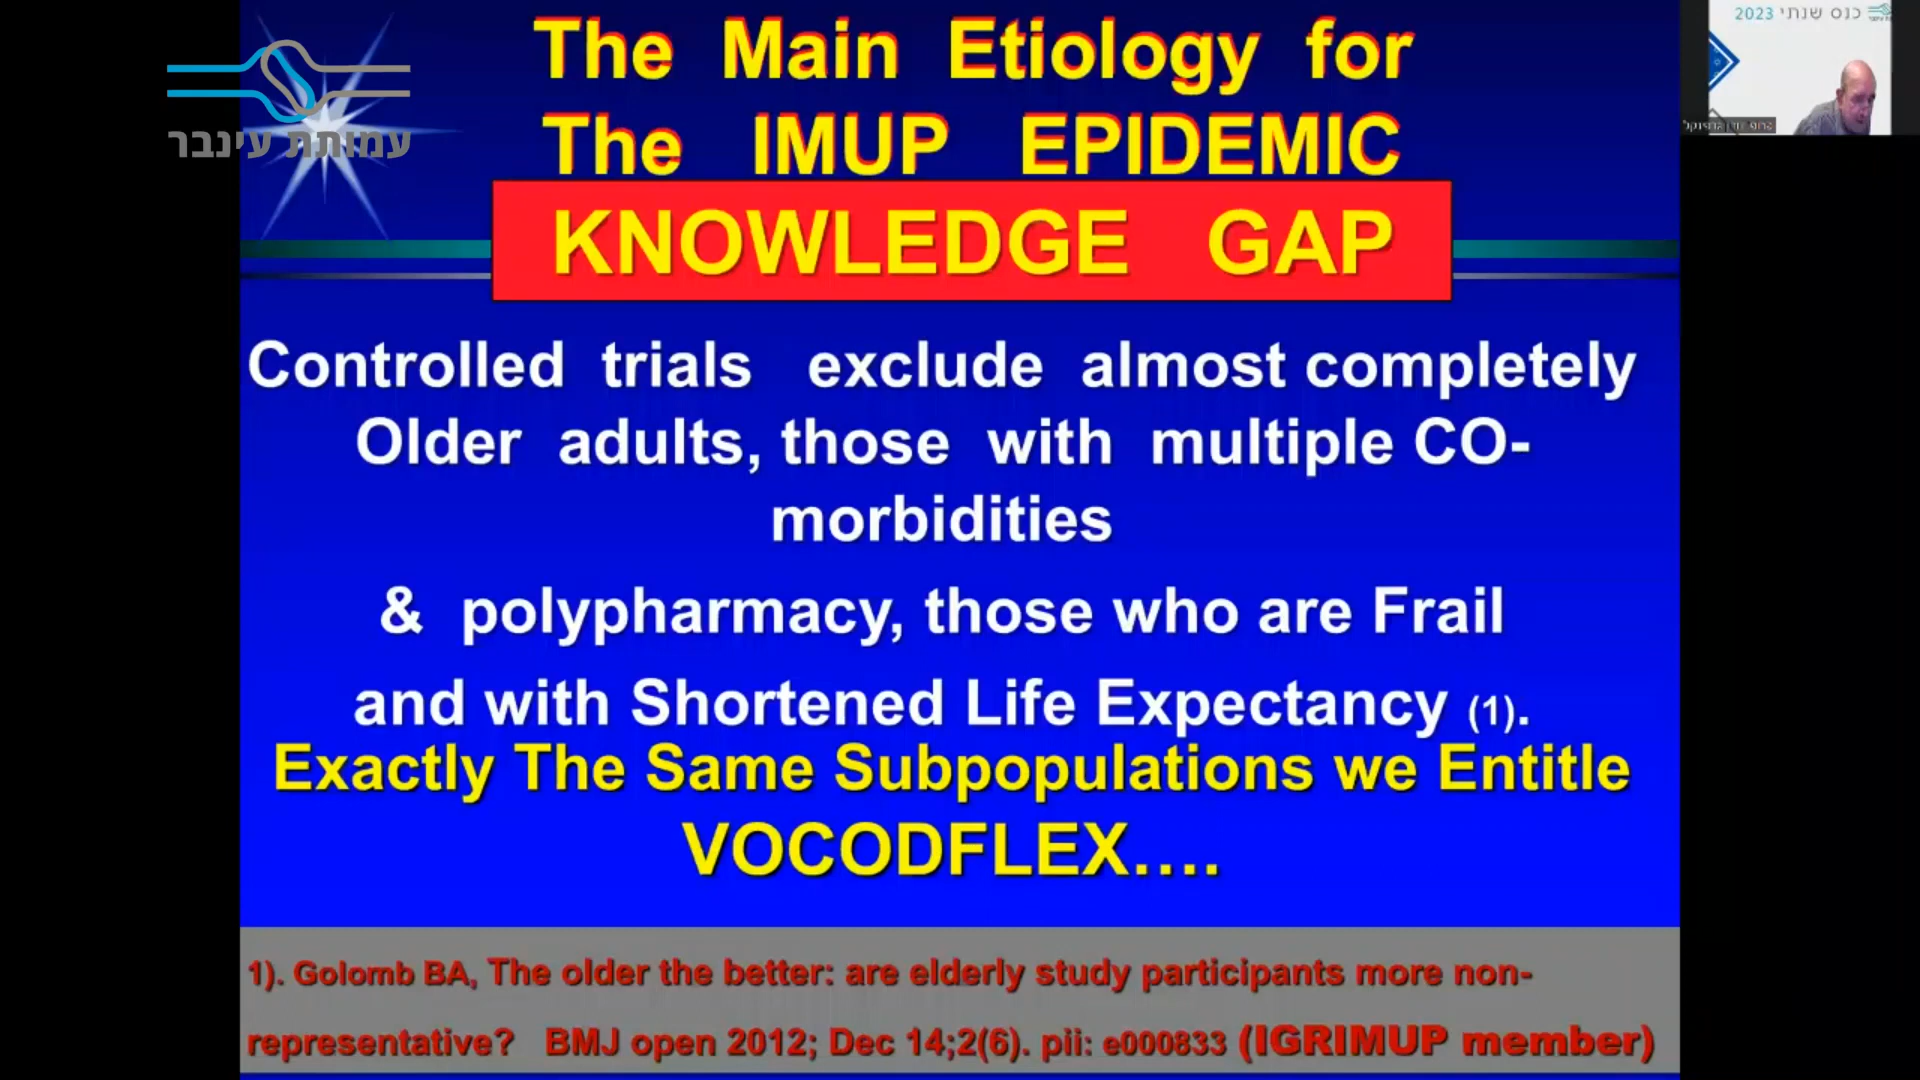 The Main Etiology for
The IMUP EPIDEMIC
KNOWLEDGE GAP
עמותת עינבר
כנס שנתי 2023
Controlled trials exclude almost completely
Older adults, those with multiple CO-
morbidities
& polypharmacy, those who are Frail
and with Shortened Life Expectancy (1).
Exactly The Same Subpopulations we Entitle
VOCODFLEX....
1). Golomb BA, The older the better: are elderly study participants more non-
representative? BMJ open 2012; Dec 14;2(6). pii: e000833 (IGRIMUP member)